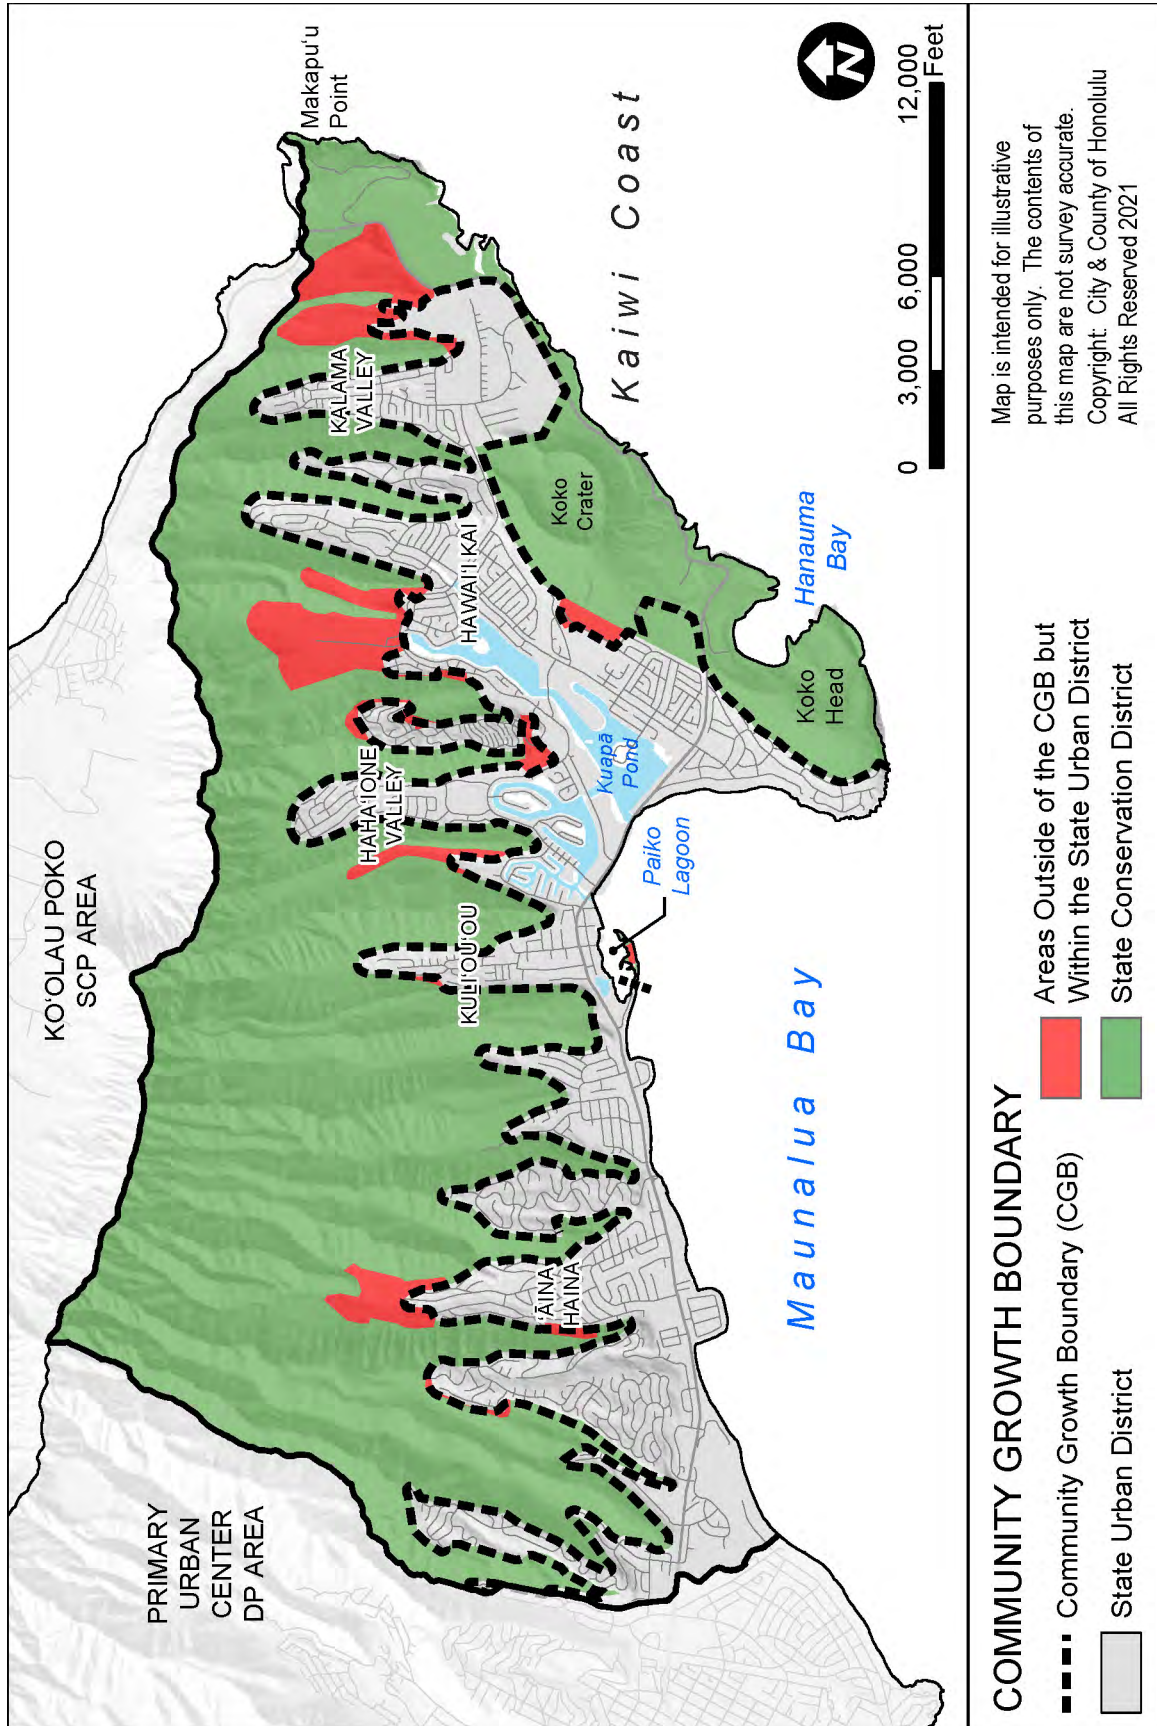 KO‘OLAU POKO
SCP AREA
PRIMARY
URBAN
CENTER
DP AREA
Makapu‘u
Point
KALAMA
VALLEY
HAWAI‘I KAI
HAHA‘IONE
VALLEY
KULI‘OU‘OU
‘ĀINA
HAINA
Koko
Crater
Koko
Head
Hanauma
Bay
Kuapā
Pond
Paiko
Lagoon
Kaiwi Coast
Maunalua Bay
N
0 3,000 6,000 12,000
Feet
COMMUNITY GROWTH BOUNDARY
Community Growth Boundary (CGB)
State Urban District
Areas Outside of the CGB but
Within the State Urban District
State Conservation District
Map is intended for illustrative
purposes only. The contents of
this map are not survey accurate.
Copyright: City & County of Honolulu
All Rights Reserved 2021